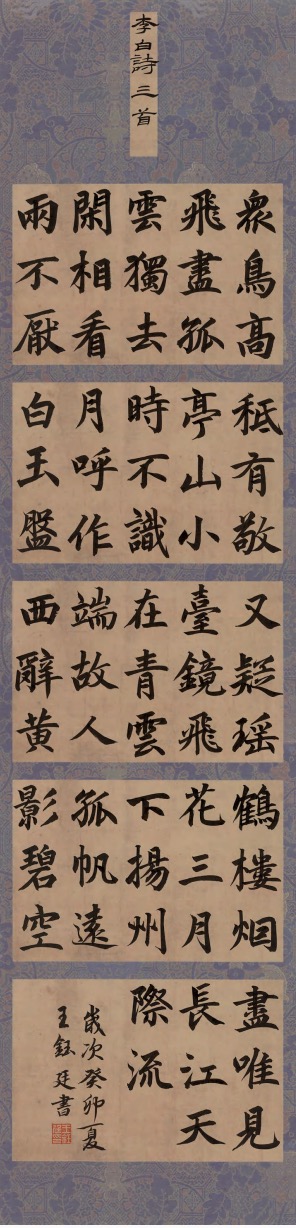 李白詩三首
衆鳥高
飛盡孤
雲獨去
閑相看
兩不厭
秪有敬
亭山小
時不識
月呼作
白玉盤
又疑瑶
臺鏡飛
在青雲
端故人
西辭黄
鶴樓烟
花三月
下揚州
孤帆遠
影碧空
盡唯見
長江天
際流
歲次癸卯夏
王鈺廷書